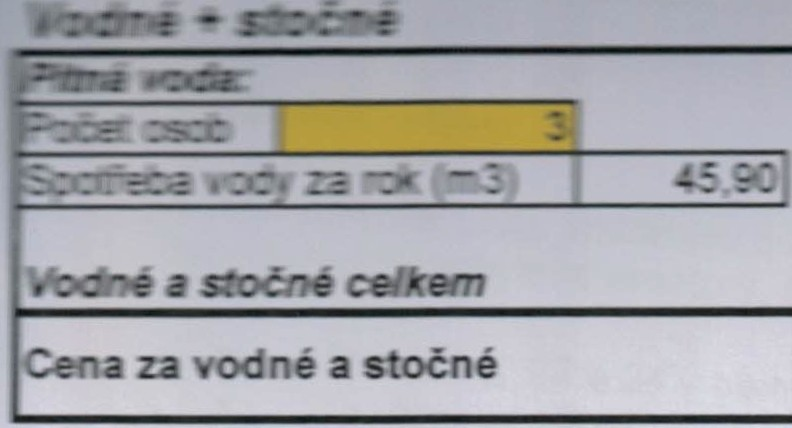 Vodné + stočné
Pitná voda:
Počet osob 3
Spotřeba vody za rok (m3) 45,90
Vodné a stočné celkem
Cena za vodné a stočné